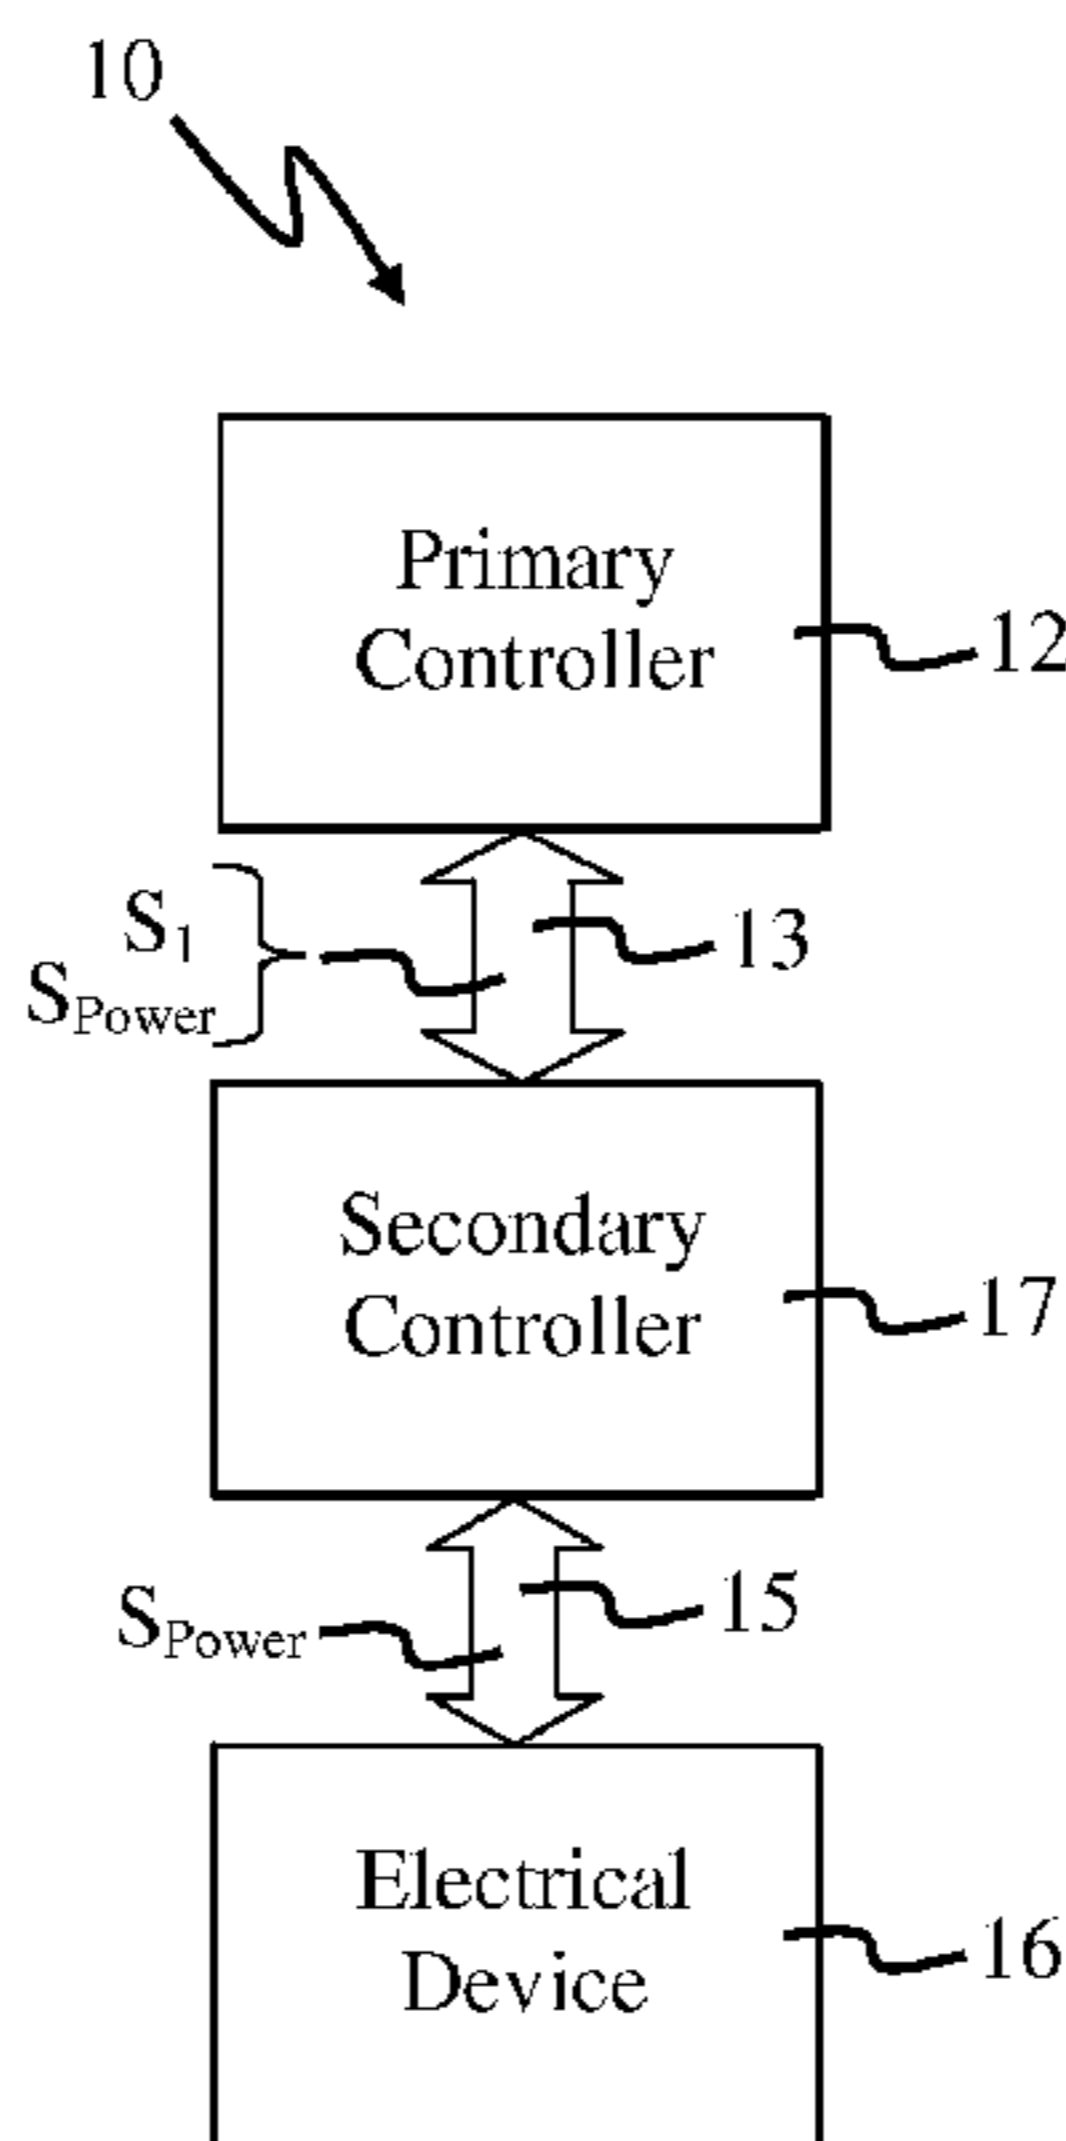 10
Primary
Controller
12
S1
SPower
13
Secondary
Controller
17
SPower
15
Electrical
Device
16